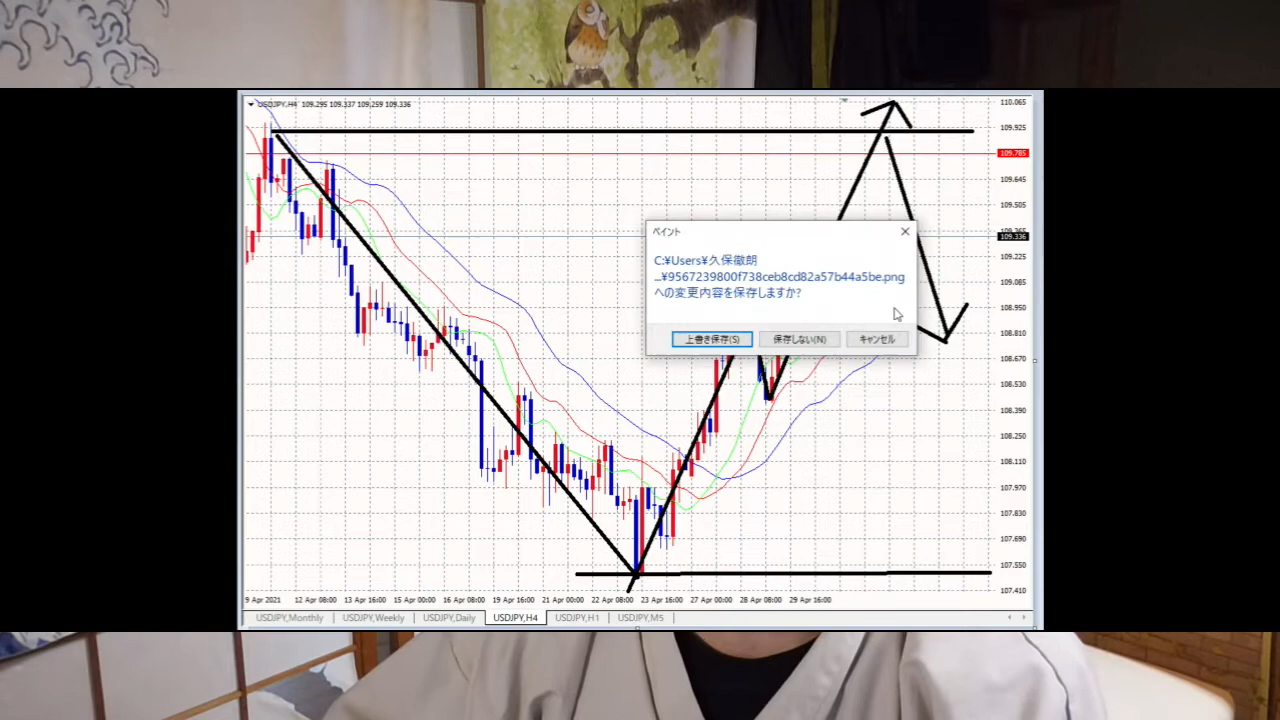 USDJPY,H4 109.295 109.337 109.259 109.336
110.065
109.925
109.785
109.645
109.505
109.365
109.336
109.225
109.085
108.950
108.810
108.670
108.530
108.390
108.250
108.110
107.970
107.830
107.690
107.550
107.410
ペイント
C:¥Users¥久保徹朗
...¥9567239800f738ceb8cd82a57b44a5be.png
への変更内容を保存しますか?
上書き保存(S) 保存しない(N) キャンセル
9 Apr 2021 12 Apr 08:00 13 Apr 16:00 15 Apr 00:00 16 Apr 08:00 19 Apr 16:00 21 Apr 00:00 22 Apr 08:00 23 Apr 16:00 27 Apr 00:00 28 Apr 08:00 29 Apr 16:00
USDJPY,Monthly USDJPY,Weekly USDJPY,Daily USDJPY,H4 USDJPY,H1 USDJPY,M5